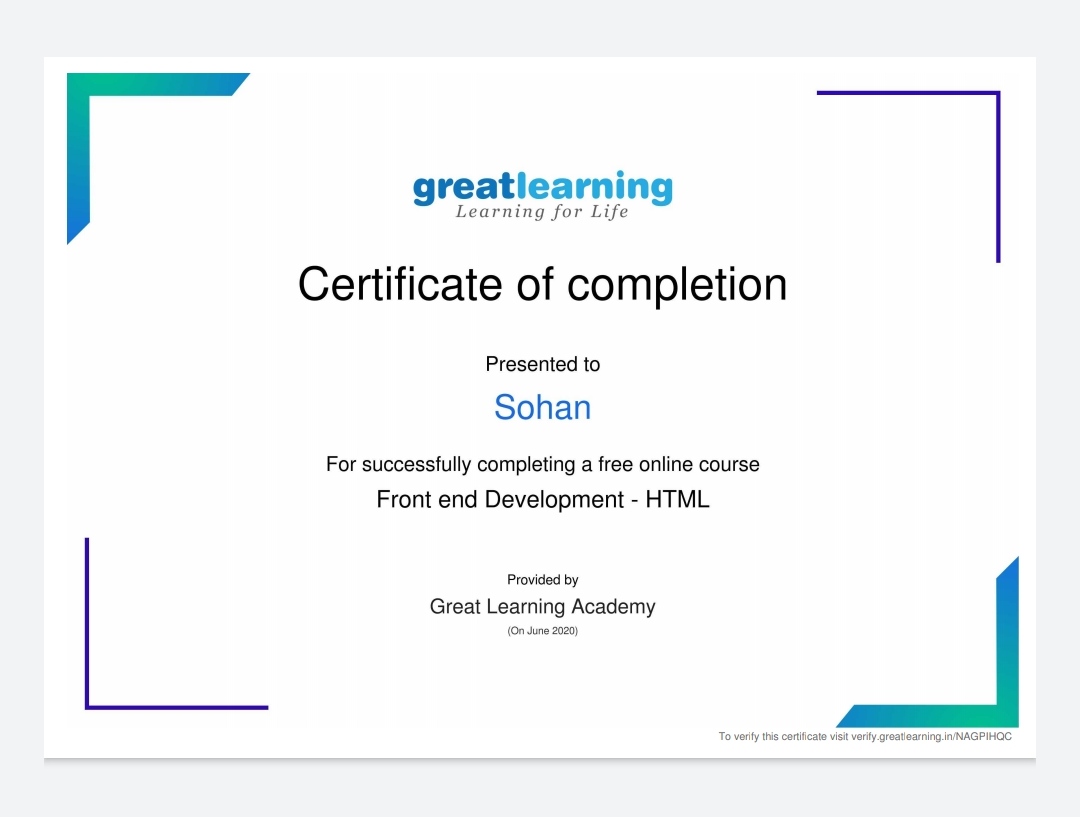 greatlearning
Learning for Life
Certificate of completion
Presented to
Sohan
For successfully completing a free online course
Front end Development - HTML
Provided by
Great Learning Academy
(On June 2020)
To verify this certificate visit verify.greatlearning.in/NAGPIHQC